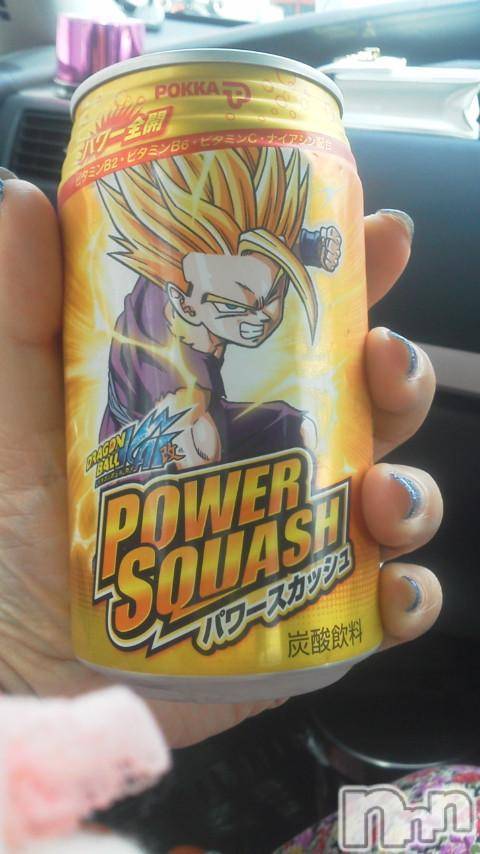 POKKA
パワー全開
ビタミンB2・ビタミンB6・ビタミンC・ナイアシン配合
DRAGON
BALL
改
POWER
SQUASH
パワースカッシュ
炭酸飲料